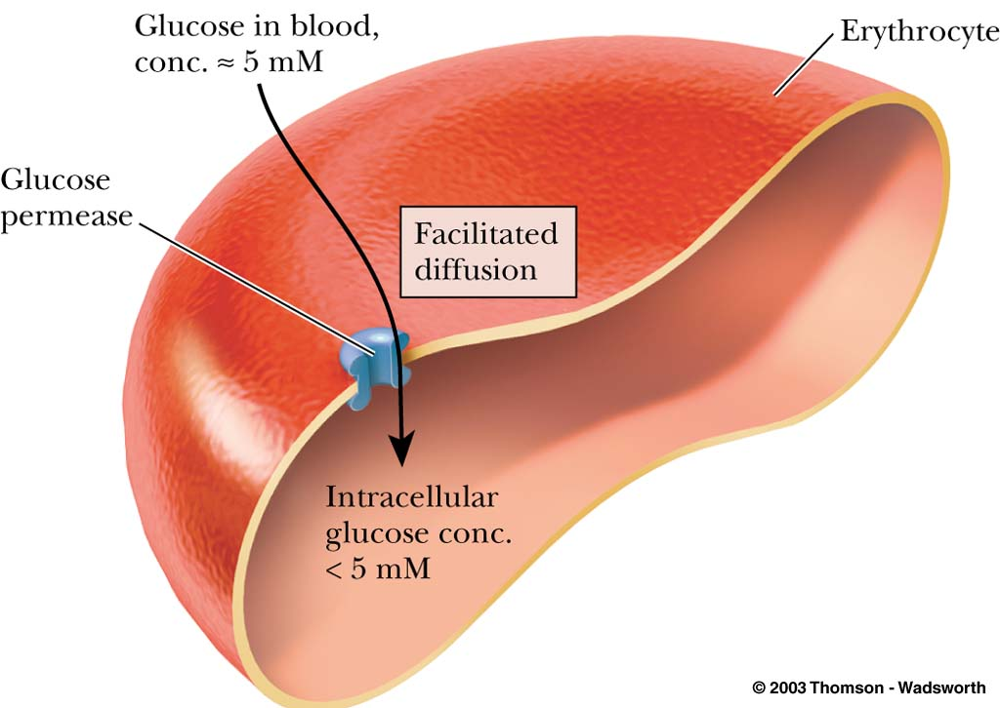 Glucose in blood,
conc. ≈ 5 mM
Erythrocyte
Glucose
permease
Facilitated
diffusion
Intracellular
glucose conc.
< 5 mM
© 2003 Thomson - Wadsworth